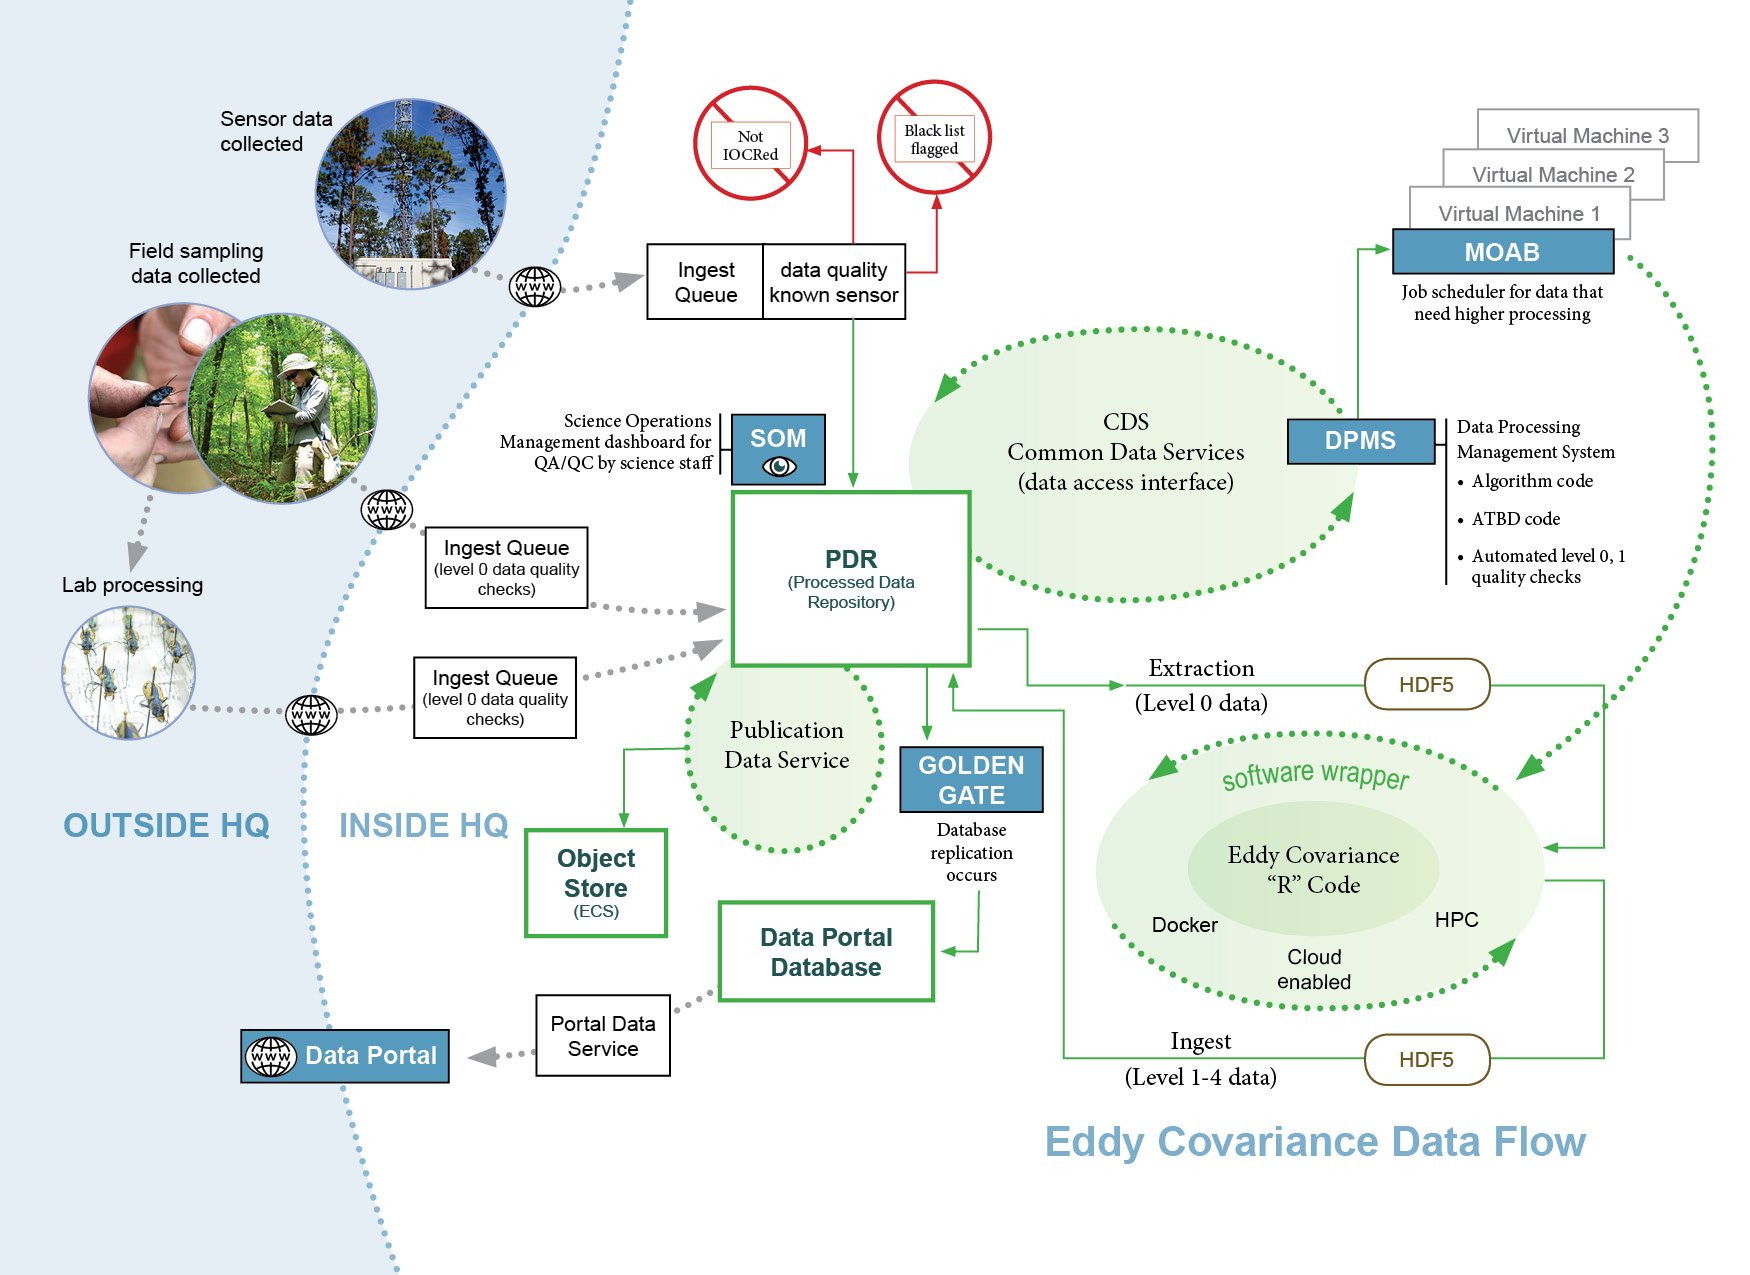 Sensor data
collected
Field sampling
data collected
Lab processing
OUTSIDE HQ
INSIDE HQ
www
www
www
Not
IOCRed
Black list
flagged
Ingest
Queue
data quality
known sensor
Science Operations
Management dashboard for
QA/QC by science staff
SOM
Ingest Queue
(level 0 data quality
checks)
Ingest Queue
(level 0 data quality
checks)
PDR
(Processed Data
Repository)
CDS
Common Data Services
(data access interface)
Virtual Machine 3
Virtual Machine 2
Virtual Machine 1
MOAB
Job scheduler for data that
need higher processing
DPMS
Data Processing
Management System
• Algorithm code
• ATBD code
• Automated level 0, 1
quality checks
Extraction
(Level 0 data)
HDF5
Publication
Data Service
GOLDEN
GATE
Database
replication
occurs
Object
Store
(ECS)
Data Portal
Database
Portal Data
Service
www
Data Portal
software wrapper
Eddy Covariance
“R” Code
Docker
HPC
Cloud
enabled
Ingest
(Level 1-4 data)
HDF5
Eddy Covariance Data Flow